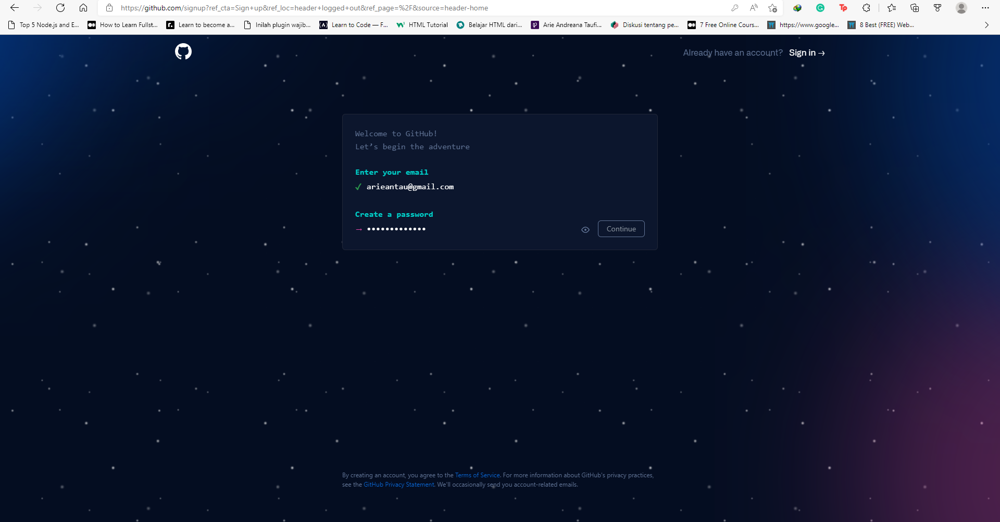 https://github.com/signup?ref_cta=Sign+up&ref_loc=header+logged+out&ref_page=%2F&source=header-home
Top 5 Node.js and E... How to Learn Fullst... Learn to become a... Inilah plugin wajib... Learn to Code — F... HTML Tutorial Belajar HTML dari... Arie Andreana Taufi... Diskusi tentang pe... 7 Free Online Cours... https://www.google... 8 Best (FREE) Web...
Already have an account? Sign in →
Welcome to GitHub!
Let’s begin the adventure
Enter your email
✓ arieantau@gmail.com
Create a password
→ •••••••••••••
Continue
By creating an account, you agree to the Terms of Service. For more information about GitHub's privacy practices,
see the GitHub Privacy Statement. We'll occasionally send you account-related emails.